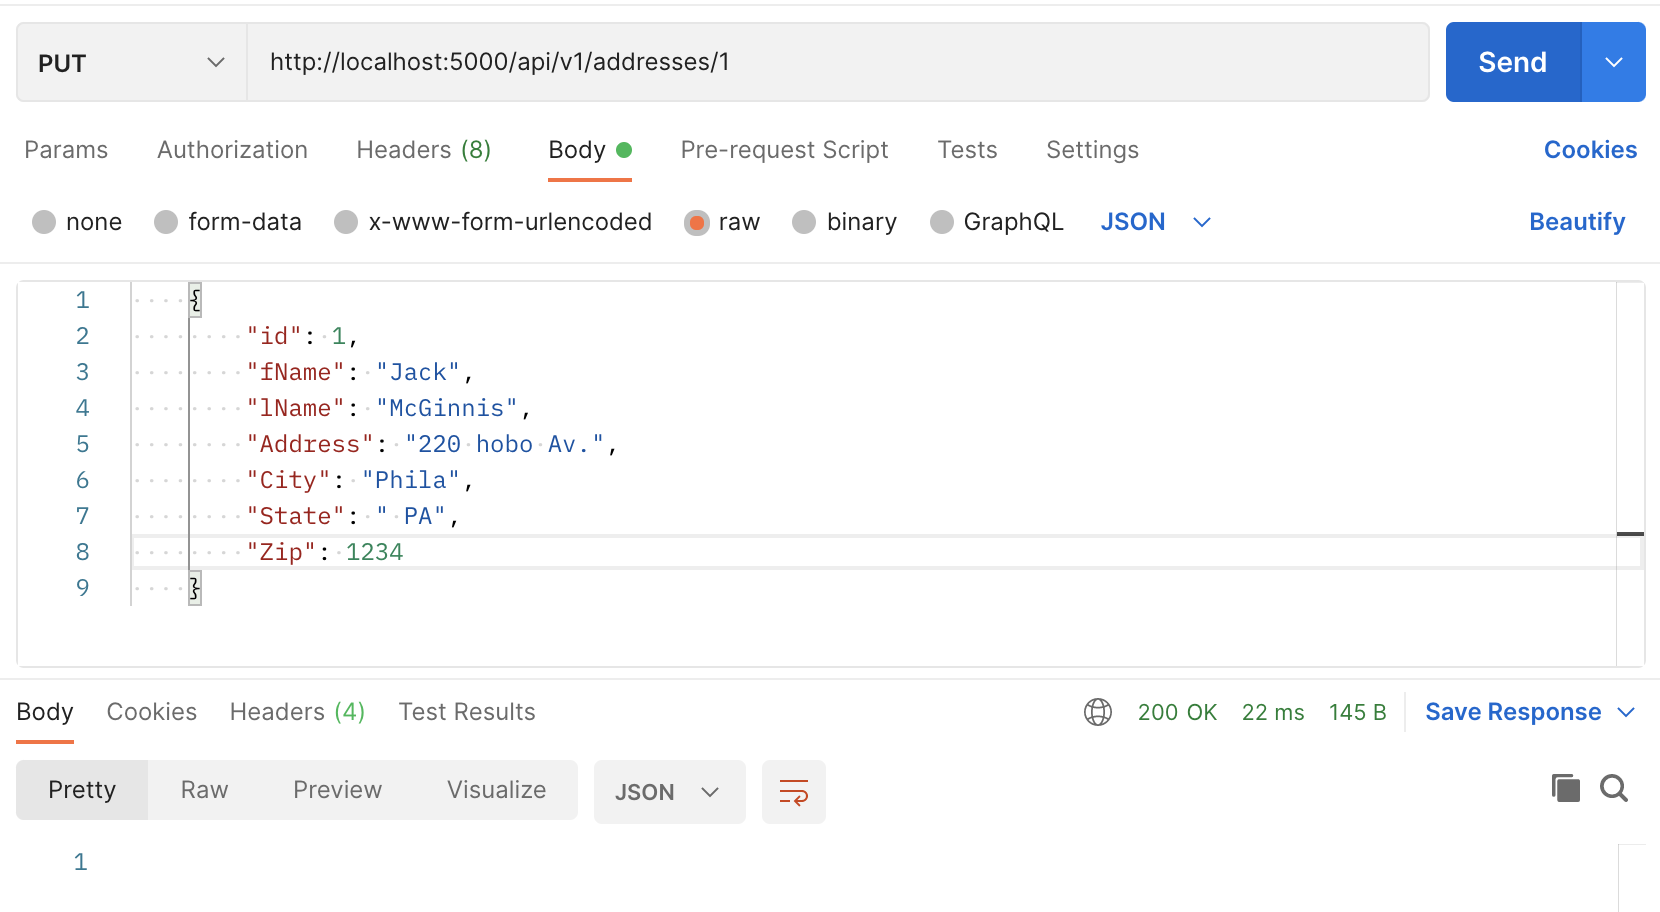 PUT http://localhost:5000/api/v1/addresses/1 Send
Params Authorization Headers (8) Body Pre-request Script Tests Settings Cookies
none form-data x-www-form-urlencoded raw binary GraphQL JSON Beautify
1 {
2 "id": 1,
3 "fName": "Jack",
4 "lName": "McGinnis",
5 "Address": "220 hobo Av.",
6 "City": "Phila",
7 "State": " PA",
8 "Zip": 1234
9 }
Body Cookies Headers (4) Test Results 200 OK 22 ms 145 B Save Response
Pretty Raw Preview Visualize JSON
1